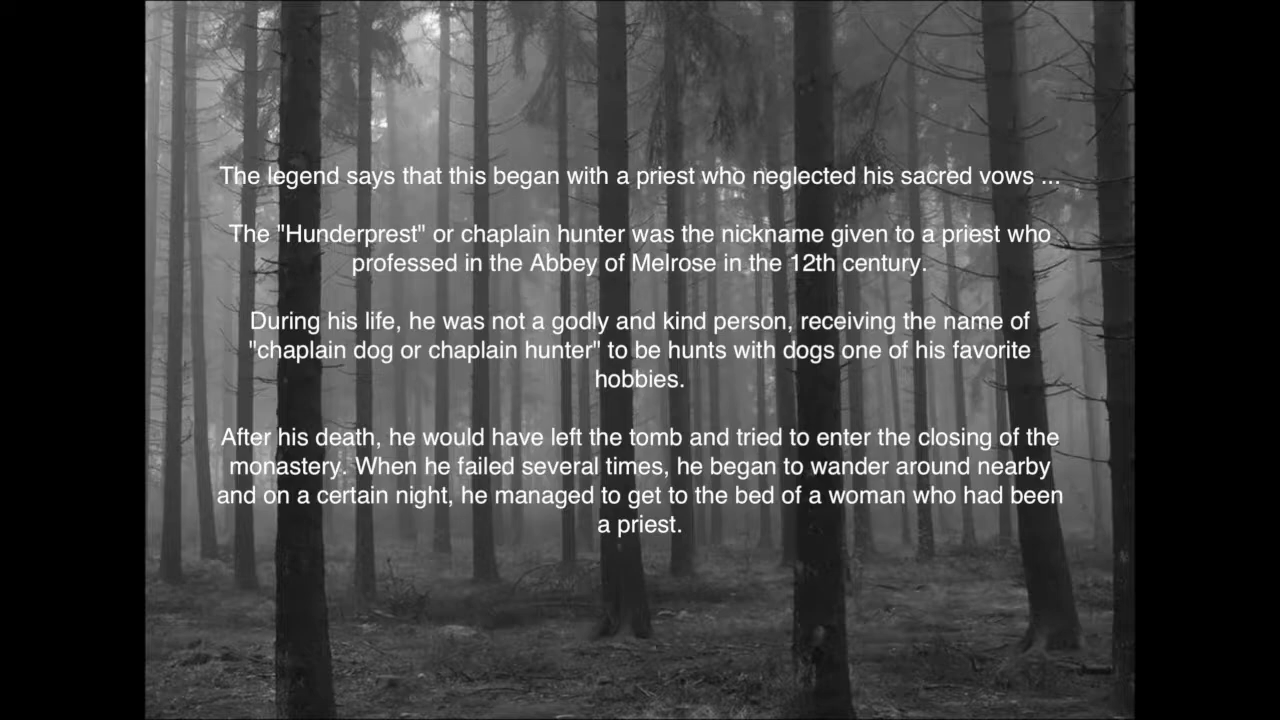 The legend says that this began with a priest who neglected his sacred vows ...
The "Hunderprest" or chaplain hunter was the nickname given to a priest who
professed in the Abbey of Melrose in the 12th century.
During his life, he was not a godly and kind person, receiving the name of
"chaplain dog or chaplain hunter" to be hunts with dogs one of his favorite
hobbies.
After his death, he would have left the tomb and tried to enter the closing of the
monastery. When he failed several times, he began to wander around nearby
and on a certain night, he managed to get to the bed of a woman who had been
a priest.